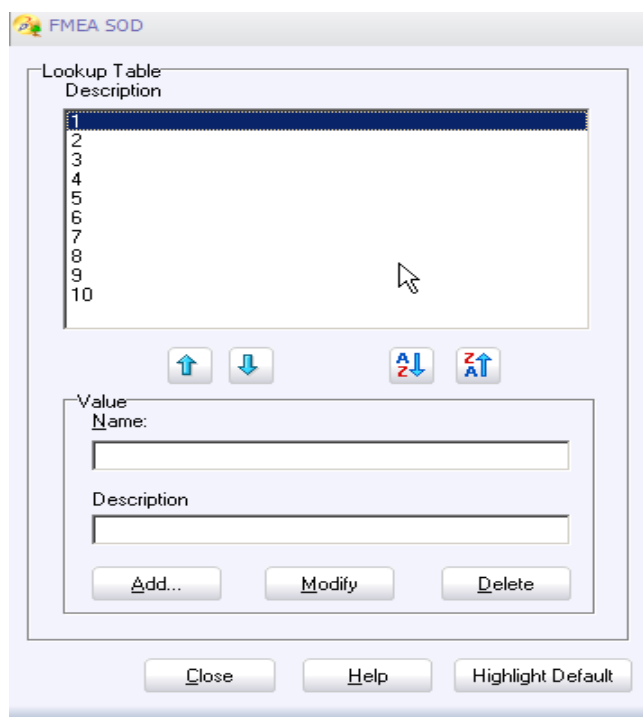 FMEA SOD
Lookup Table
Description
1
2
3
4
5
6
7
8
9
10
A Z
Z A
Value
Name:
Description
Add... Modify Delete
Close Help Highlight Default